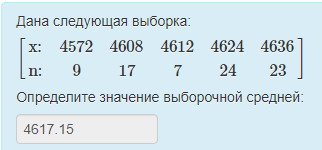 Дана следующая выборка:
x: 4572 4608 4612 4624 4636
n: 9 17 7 24 23
Определите значение выборочной средней:
4617.15